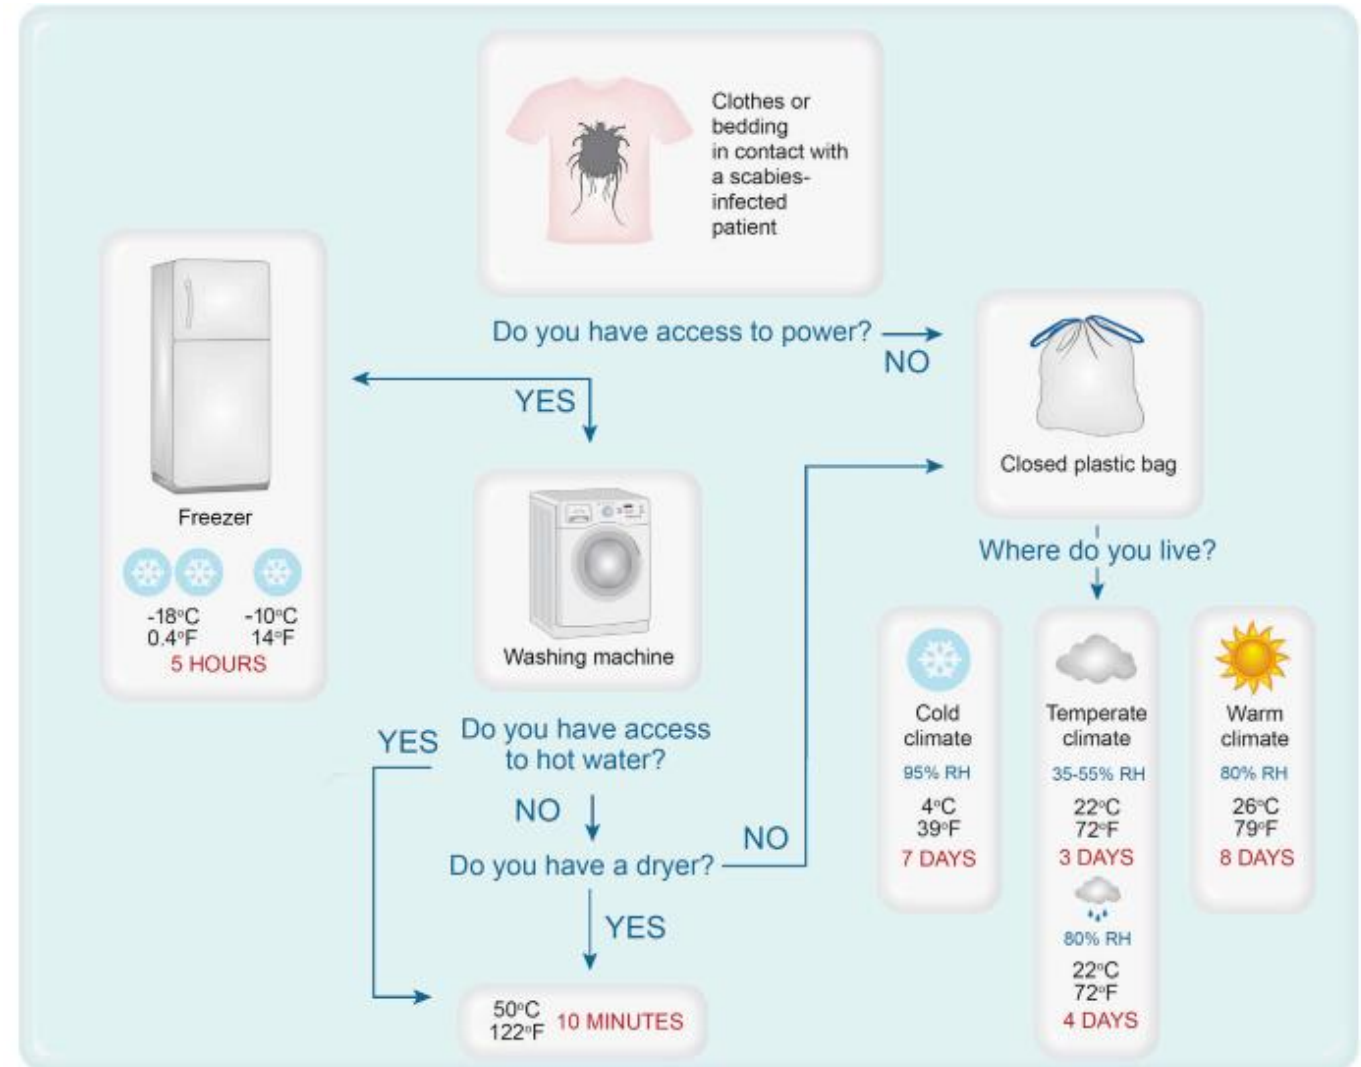 Clothes or
bedding
in contact with
a scabies-
infected
patient
Do you have access to power?
NO
YES
Freezer
-18°C
0.4°F
-10°C
14°F
5 HOURS
Closed plastic bag
Washing machine
Where do you live?
Do you have access
to hot water?
YES
NO
Do you have a dryer?
NO
YES
50°C
122°F
10 MINUTES
Cold
climate
95% RH
4°C
39°F
7 DAYS
Temperate
climate
35-55% RH
22°C
72°F
3 DAYS
80% RH
22°C
72°F
4 DAYS
Warm
climate
80% RH
26°C
79°F
8 DAYS